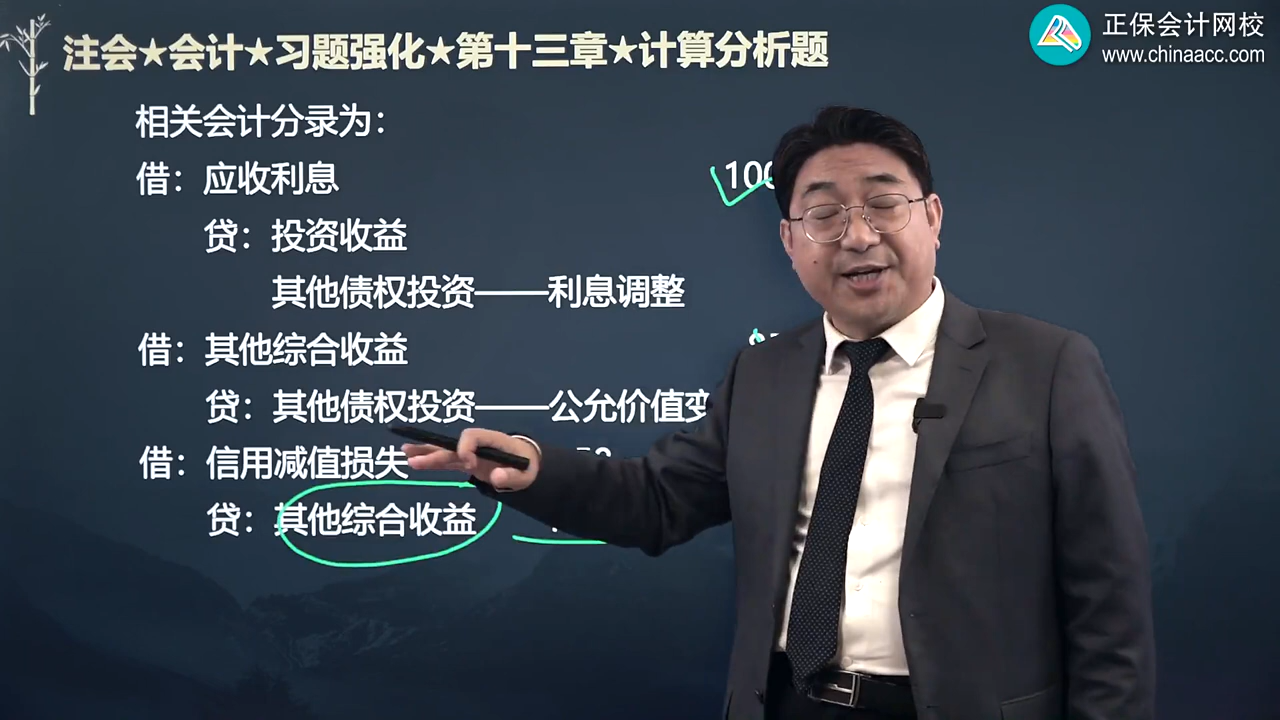 注会★会计★习题强化★第十三章★计算分析题
正保会计网校
www.chinaacc.com
相关会计分录为：
借：应收利息 100
贷：投资收益
其他债权投资——利息调整
借：其他综合收益
贷：其他债权投资——公允价值变
借：信用减值损失
贷：其他综合收益